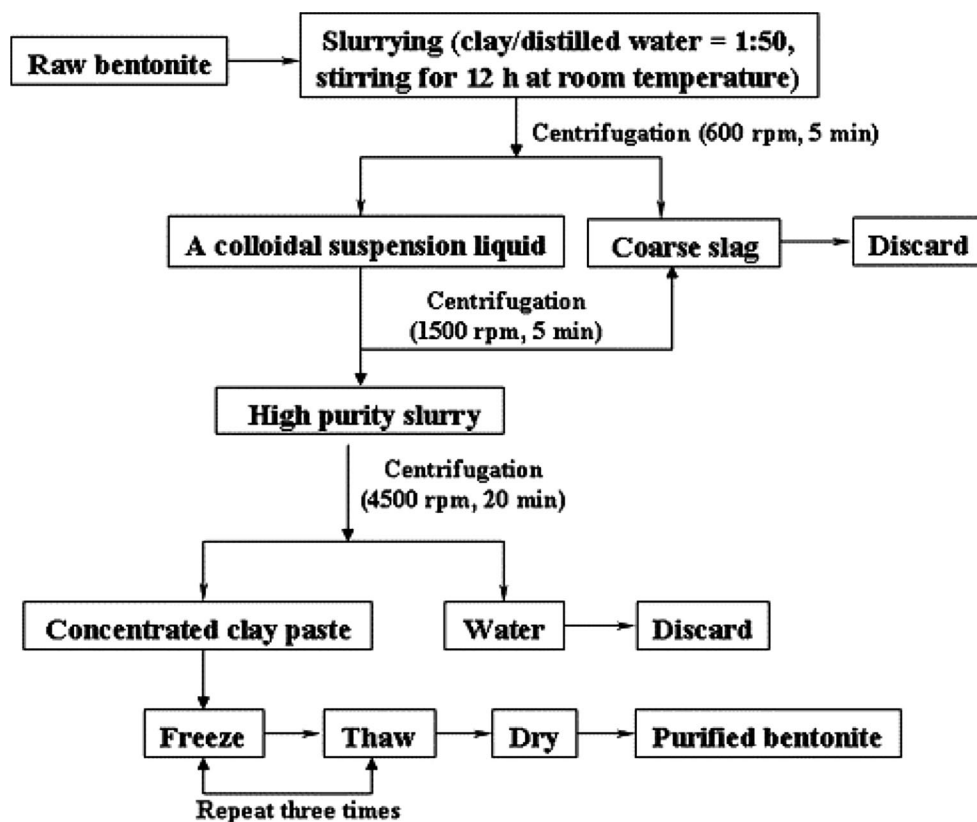 Raw bentonite
Slurrying (clay/distilled water = 1:50,
stirring for 12 h at room temperature)
Centrifugation (600 rpm, 5 min)
A colloidal suspension liquid
Coarse slag
Discard
Centrifugation
(1500 rpm, 5 min)
High purity slurry
Centrifugation
(4500 rpm, 20 min)
Concentrated clay paste
Water
Discard
Freeze
Thaw
Dry
Purified bentonite
Repeat three times